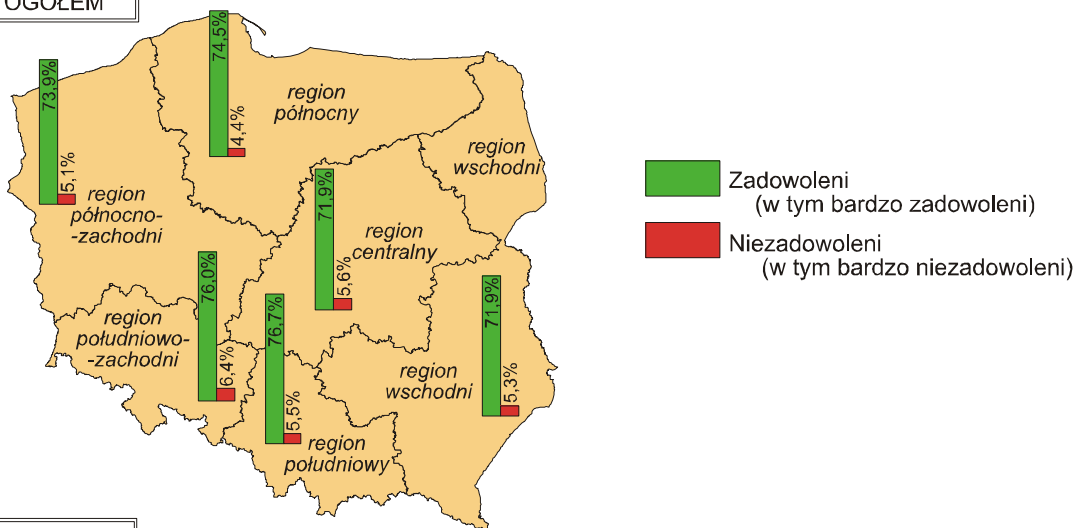 OGÓŁEM
74,5%
4,4%
73,9%
5,1%
region
północny
region
wschodni
region
północno-
-zachodni
71,9%
5,6%
region
centralny
76,0%
6,4%
region
południowo-
-zachodni
76,7%
5,5%
region
południowy
region
wschodni
71,9%
5,3%
Zadowoleni
(w tym bardzo zadowoleni)
Niezadowoleni
(w tym bardzo niezadowoleni)